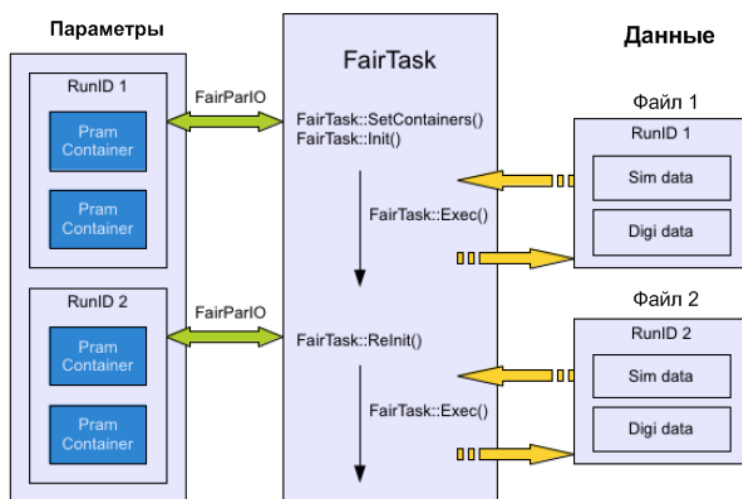 Параметры
RunID 1
Pram
Container
Pram
Container
RunID 2
Pram
Container
Pram
Container
FairParIO
FairParIO
FairTask
FairTask::SetContainers()
FairTask::Init()
FairTask::Exec()
FairTask::ReInit()
FairTask::Exec()
Данные
Файл 1
RunID 1
Sim data
Digi data
Файл 2
RunID 2
Sim data
Digi data